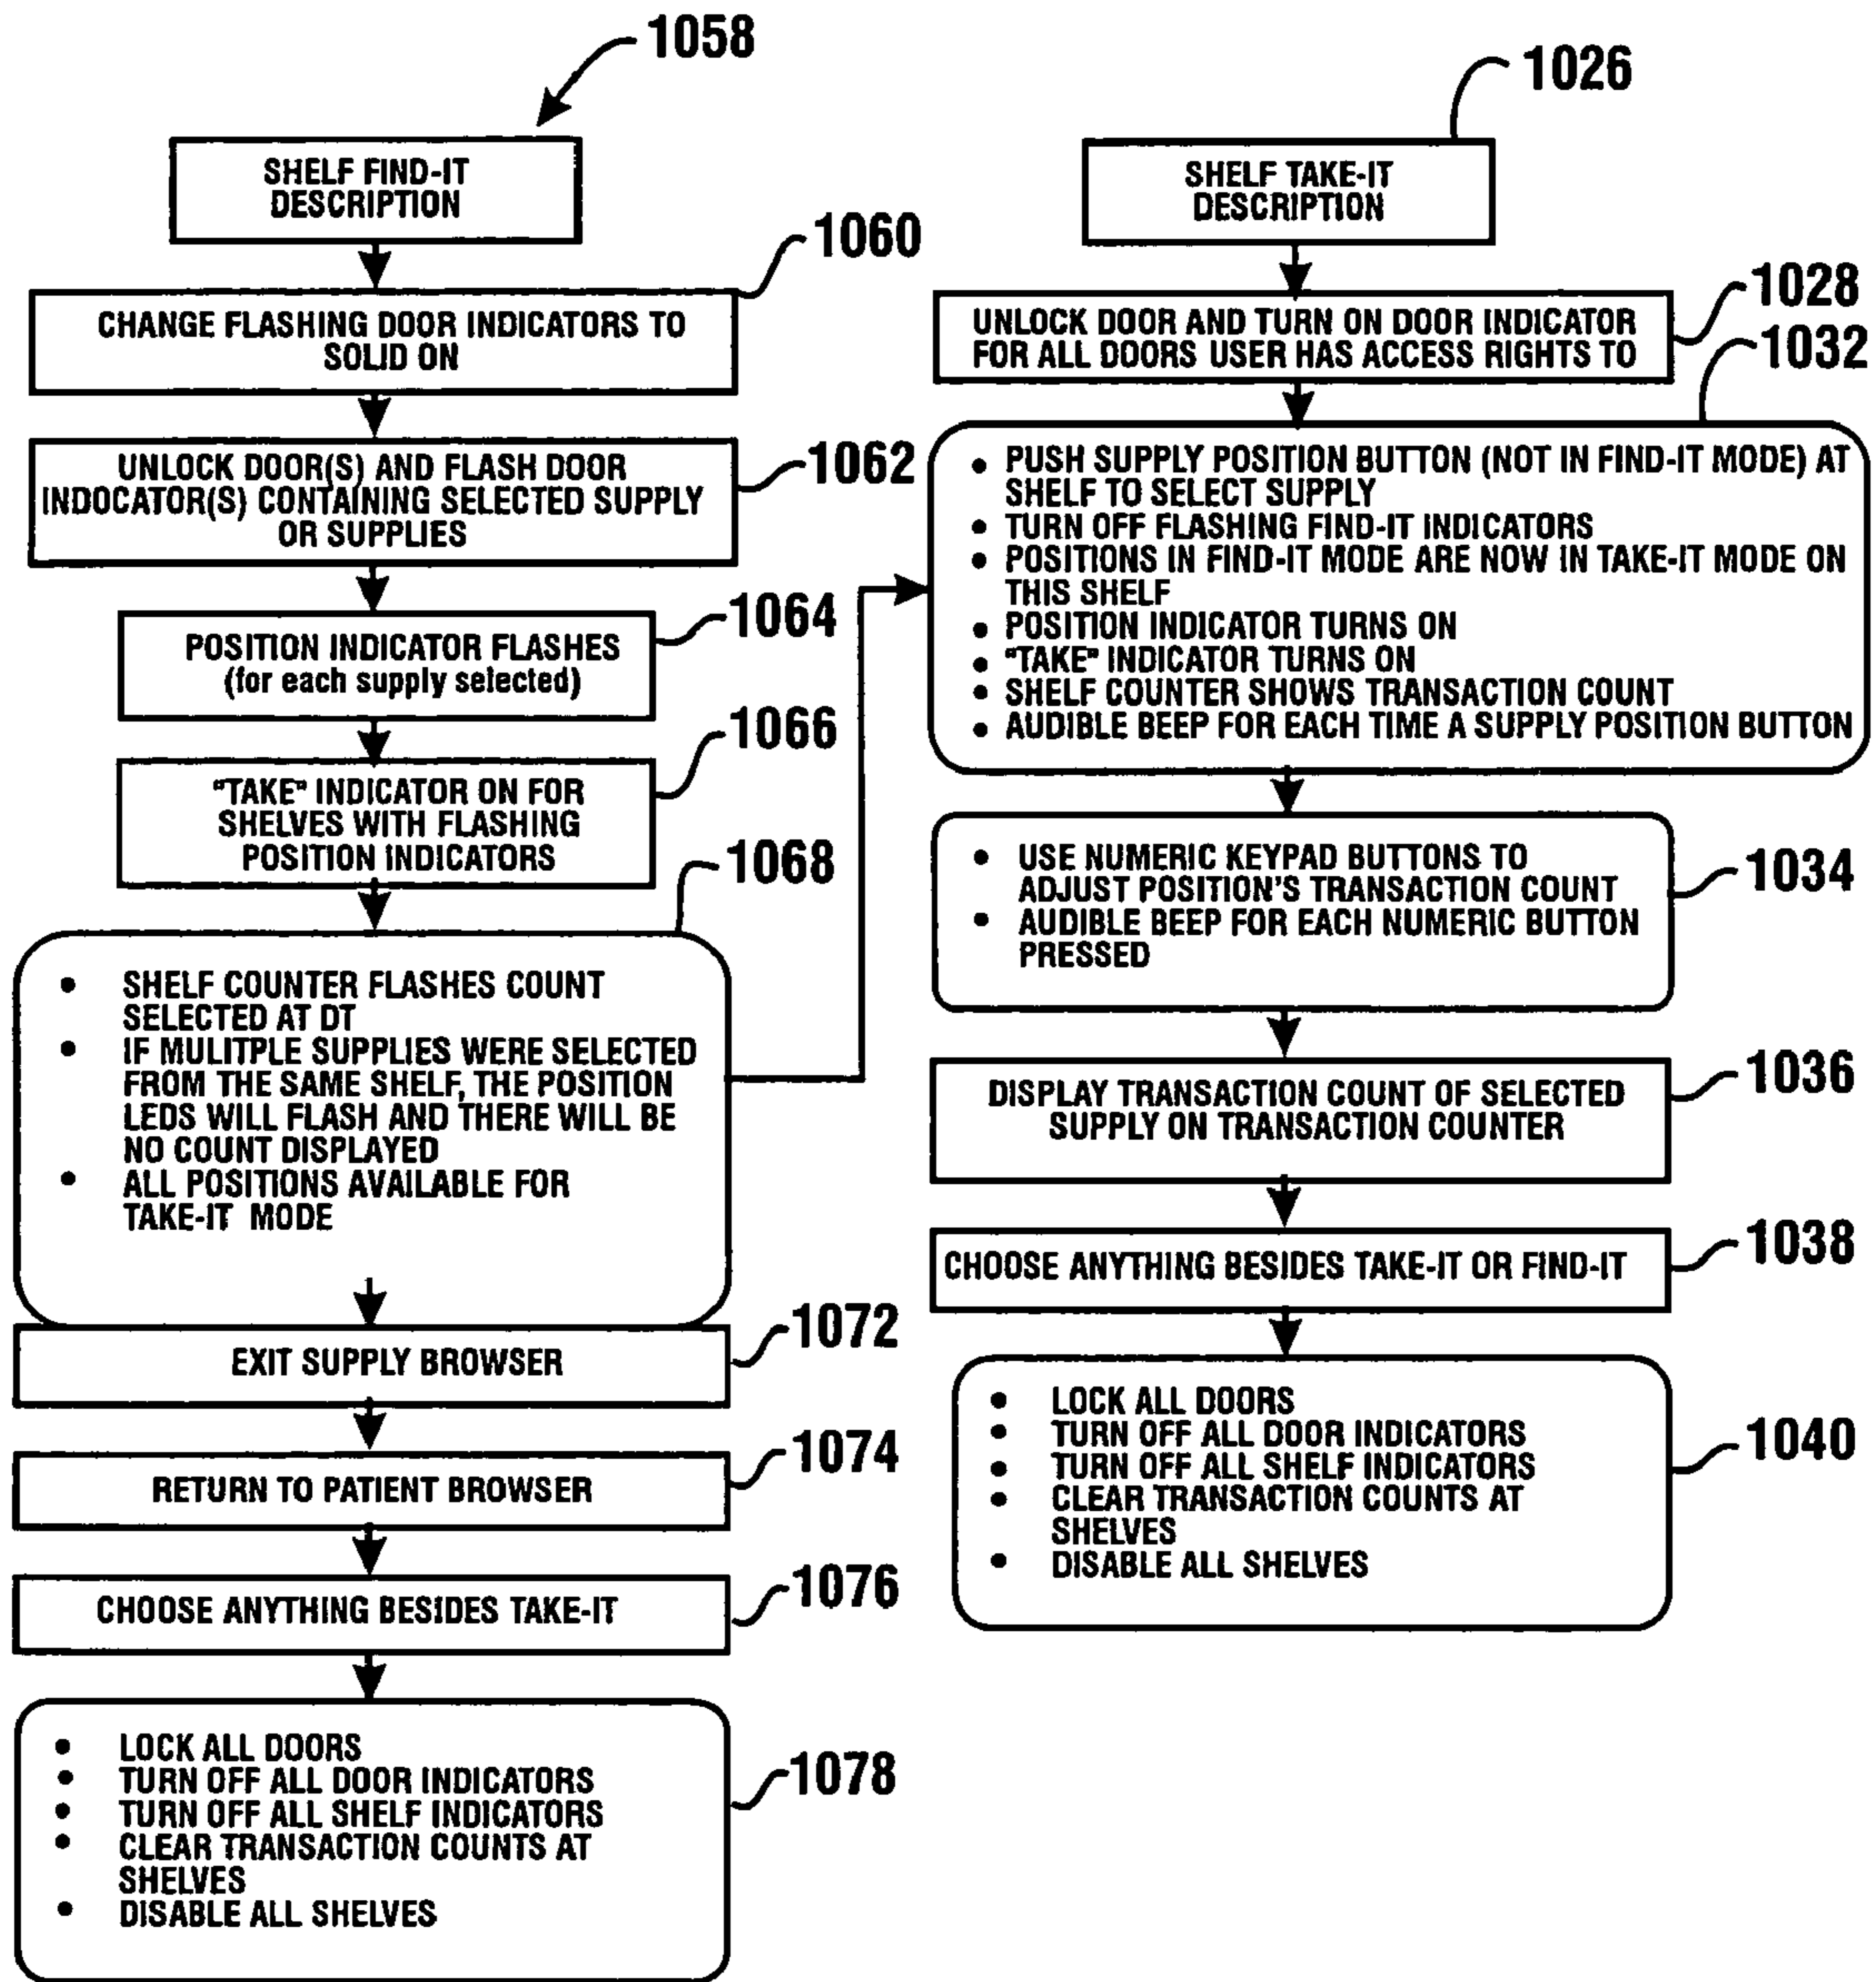 1058
SHELF FIND-IT
DESCRIPTION
1060
CHANGE FLASHING DOOR INDICATORS TO
SOLID ON
UNLOCK DOOR(S) AND FLASH DOOR
INDOCATOR(S) CONTAINING SELECTED SUPPLY
OR SUPPLIES
1062
POSITION INDICATOR FLASHES
(for each supply selected)
1064
"TAKE" INDICATOR ON FOR
SHELVES WITH FLASHING
POSITION INDICATORS
1066
1068
• SHELF COUNTER FLASHES COUNT
SELECTED AT DT
• IF MULITPLE SUPPLIES WERE SELECTED
FROM THE SAME SHELF, THE POSITION
LEDS WILL FLASH AND THERE WILL BE
NO COUNT DISPLAYED
• ALL POSITIONS AVAILABLE FOR
TAKE-IT MODE
EXIT SUPPLY BROWSER
1072
RETURN TO PATIENT BROWSER
1074
CHOOSE ANYTHING BESIDES TAKE-IT
1076
• LOCK ALL DOORS
• TURN OFF ALL DOOR INDICATORS
• TURN OFF ALL SHELF INDICATORS
• CLEAR TRANSACTION COUNTS AT
SHELVES
• DISABLE ALL SHELVES
1078
1026
SHELF TAKE-IT
DESCRIPTION
UNLOCK DOOR AND TURN ON DOOR INDICATOR
FOR ALL DOORS USER HAS ACCESS RIGHTS TO
1028
1032
• PUSH SUPPLY POSITION BUTTON (NOT IN FIND-IT MODE) AT
SHELF TO SELECT SUPPLY
• TURN OFF FLASHING FIND-IT INDICATORS
• POSITIONS IN FIND-IT MODE ARE NOW IN TAKE-IT MODE ON
THIS SHELF
• POSITION INDICATOR TURNS ON
• "TAKE" INDICATOR TURNS ON
• SHELF COUNTER SHOWS TRANSACTION COUNT
• AUDIBLE BEEP FOR EACH TIME A SUPPLY POSITION BUTTON
• USE NUMERIC KEYPAD BUTTONS TO
ADJUST POSITION'S TRANSACTION COUNT
• AUDIBLE BEEP FOR EACH NUMERIC BUTTON
PRESSED
1034
DISPLAY TRANSACTION COUNT OF SELECTED
SUPPLY ON TRANSACTION COUNTER
1036
CHOOSE ANYTHING BESIDES TAKE-IT OR FIND-IT
1038
• LOCK ALL DOORS
• TURN OFF ALL DOOR INDICATORS
• TURN OFF ALL SHELF INDICATORS
• CLEAR TRANSACTION COUNTS AT
SHELVES
• DISABLE ALL SHELVES
1040